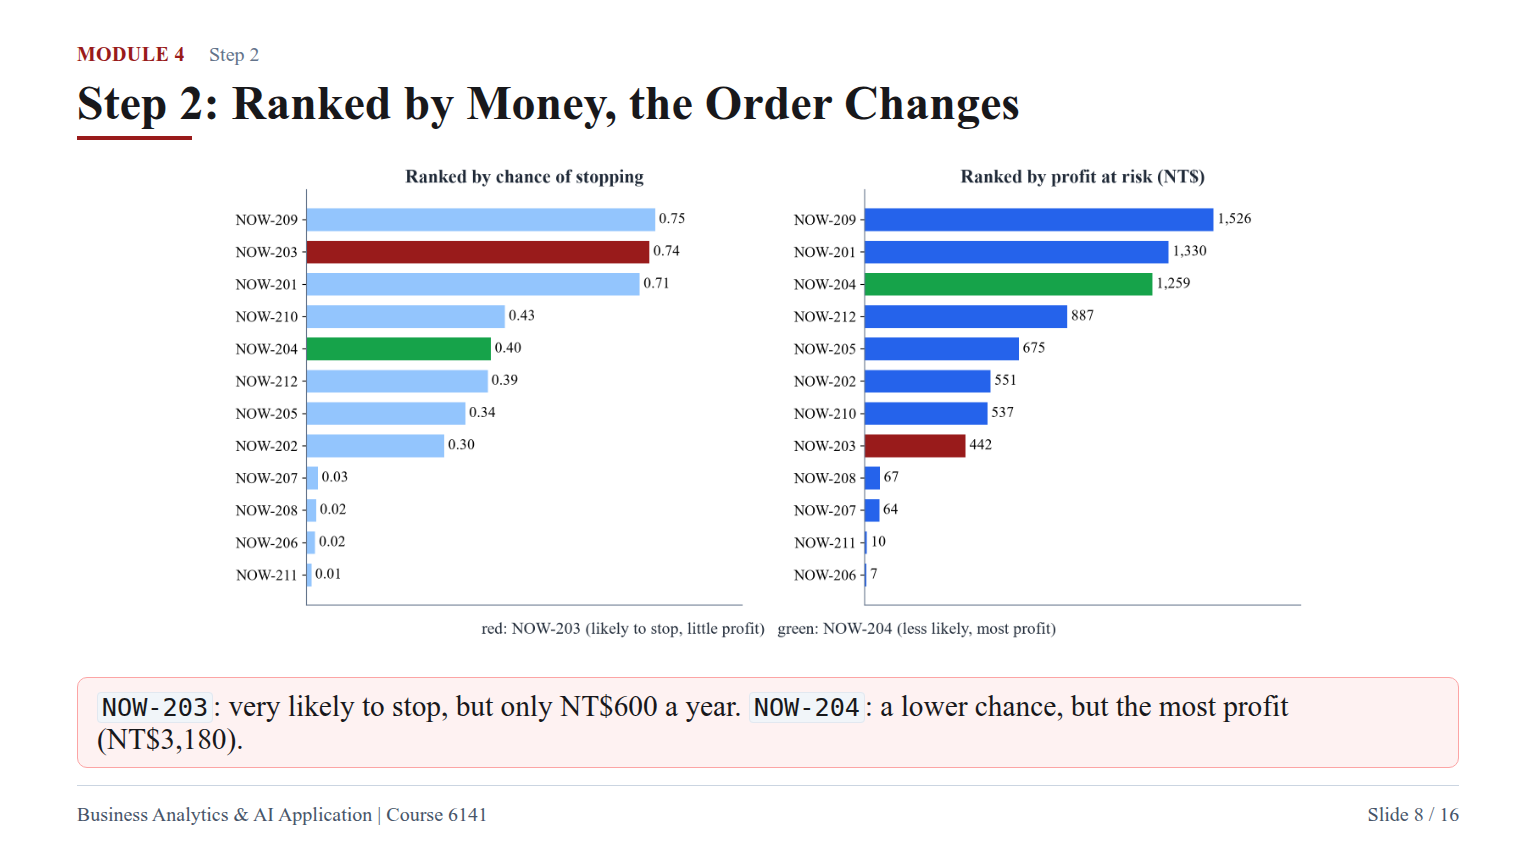 MODULE 4 Step 2
Step 2: Ranked by Money, the Order Changes
Ranked by chance of stopping
NOW-209 0.75
NOW-203 0.74
NOW-201 0.71
NOW-210 0.43
NOW-204 0.40
NOW-212 0.39
NOW-205 0.34
NOW-202 0.30
NOW-207 0.03
NOW-208 0.02
NOW-206 0.02
NOW-211 0.01
Ranked by profit at risk (NT$)
NOW-209 1,526
NOW-201 1,330
NOW-204 1,259
NOW-212 887
NOW-205 675
NOW-202 551
NOW-210 537
NOW-203 442
NOW-208 67
NOW-207 64
NOW-211 10
NOW-206 7
red: NOW-203 (likely to stop, little profit) green: NOW-204 (less likely, most profit)
NOW-203: very likely to stop, but only NT$600 a year. NOW-204: a lower chance, but the most profit
(NT$3,180).
Business Analytics & AI Application | Course 6141
Slide 8 / 16